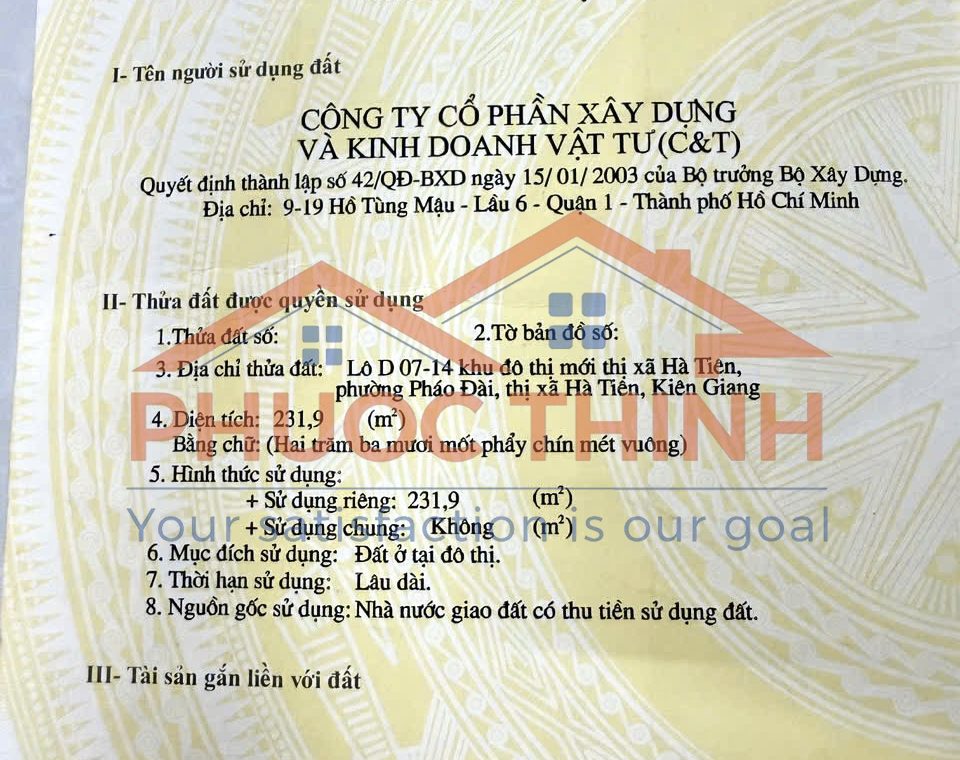 I- Tên người sử dụng đất
CÔNG TY CỔ PHẦN XÂY DỰNG
VÀ KINH DOANH VẬT TƯ (C&T)
Quyết định thành lập số 42/QĐ-BXD ngày 15/ 01/ 2003 của Bộ trưởng Bộ Xây Dựng.
Địa chỉ: 9-19 Hồ Tùng Mậu - Lầu 6 - Quận 1 - Thành phố Hồ Chí Minh
II- Thửa đất được quyền sử dụng
1.Thửa đất số: 2.Tờ bản đồ số:
3. Địa chỉ thửa đất: Lô D 07-14 khu đô thị mới thị xã Hà Tiên,
phường Pháo Đài, thị xã Hà Tiên, Kiên Giang
PHUOC THINH
4. Diện tích: 231,9 (m²)
Bằng chữ: (Hai trăm ba mươi mốt phẩy chín mét vuông)
5. Hình thức sử dụng:
+ Sử dụng riêng: 231,9 (m²)
Your satisfaction is our goal
+ Sử dụng chung: Không (m²)
6. Mục đích sử dụng: Đất ở tại đô thị.
7. Thời hạn sử dụng: Lâu dài.
8. Nguồn gốc sử dụng: Nhà nước giao đất có thu tiền sử dụng đất.
III- Tài sản gắn liền với đất